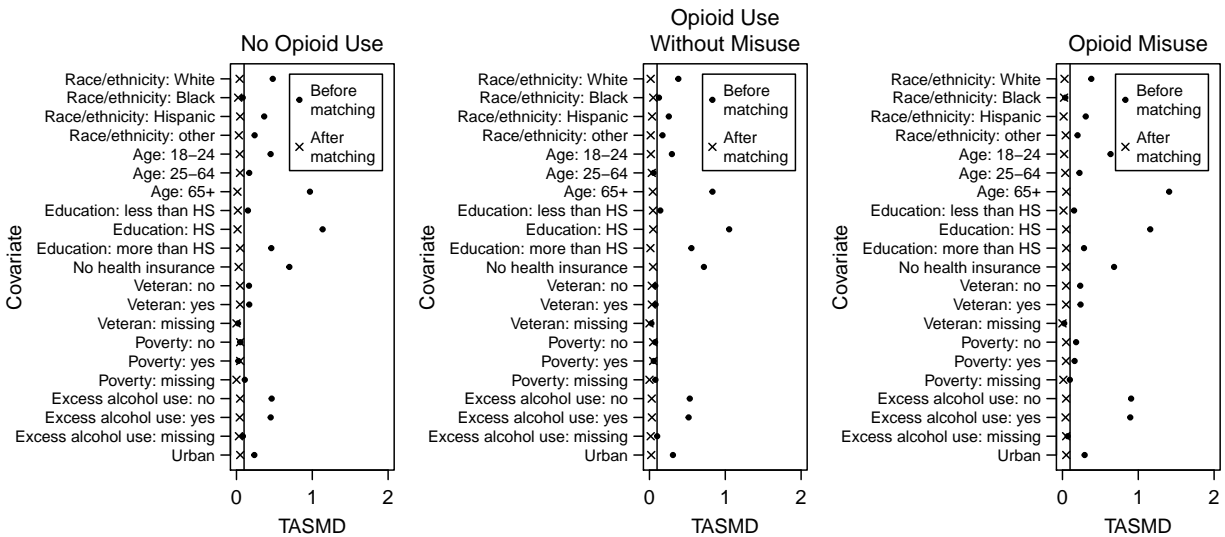 No Opioid Use
Covariate
Race/ethnicity: White
Race/ethnicity: Black
Race/ethnicity: Hispanic
Race/ethnicity: other
Age: 18−24
Age: 25−64
Age: 65+
Education: less than HS
Education: HS
Education: more than HS
No health insurance
Veteran: no
Veteran: yes
Veteran: missing
Poverty: no
Poverty: yes
Poverty: missing
Excess alcohol use: no
Excess alcohol use: yes
Excess alcohol use: missing
Urban
Before
matching
After
matching
0 1 2
TASMD
Opioid Use
Without Misuse
Covariate
Race/ethnicity: White
Race/ethnicity: Black
Race/ethnicity: Hispanic
Race/ethnicity: other
Age: 18−24
Age: 25−64
Age: 65+
Education: less than HS
Education: HS
Education: more than HS
No health insurance
Veteran: no
Veteran: yes
Veteran: missing
Poverty: no
Poverty: yes
Poverty: missing
Excess alcohol use: no
Excess alcohol use: yes
Excess alcohol use: missing
Urban
Before
matching
After
matching
0 1 2
TASMD
Opioid Misuse
Covariate
Race/ethnicity: White
Race/ethnicity: Black
Race/ethnicity: Hispanic
Race/ethnicity: other
Age: 18−24
Age: 25−64
Age: 65+
Education: less than HS
Education: HS
Education: more than HS
No health insurance
Veteran: no
Veteran: yes
Veteran: missing
Poverty: no
Poverty: yes
Poverty: missing
Excess alcohol use: no
Excess alcohol use: yes
Excess alcohol use: missing
Urban
Before
matching
After
matching
0 1 2
TASMD